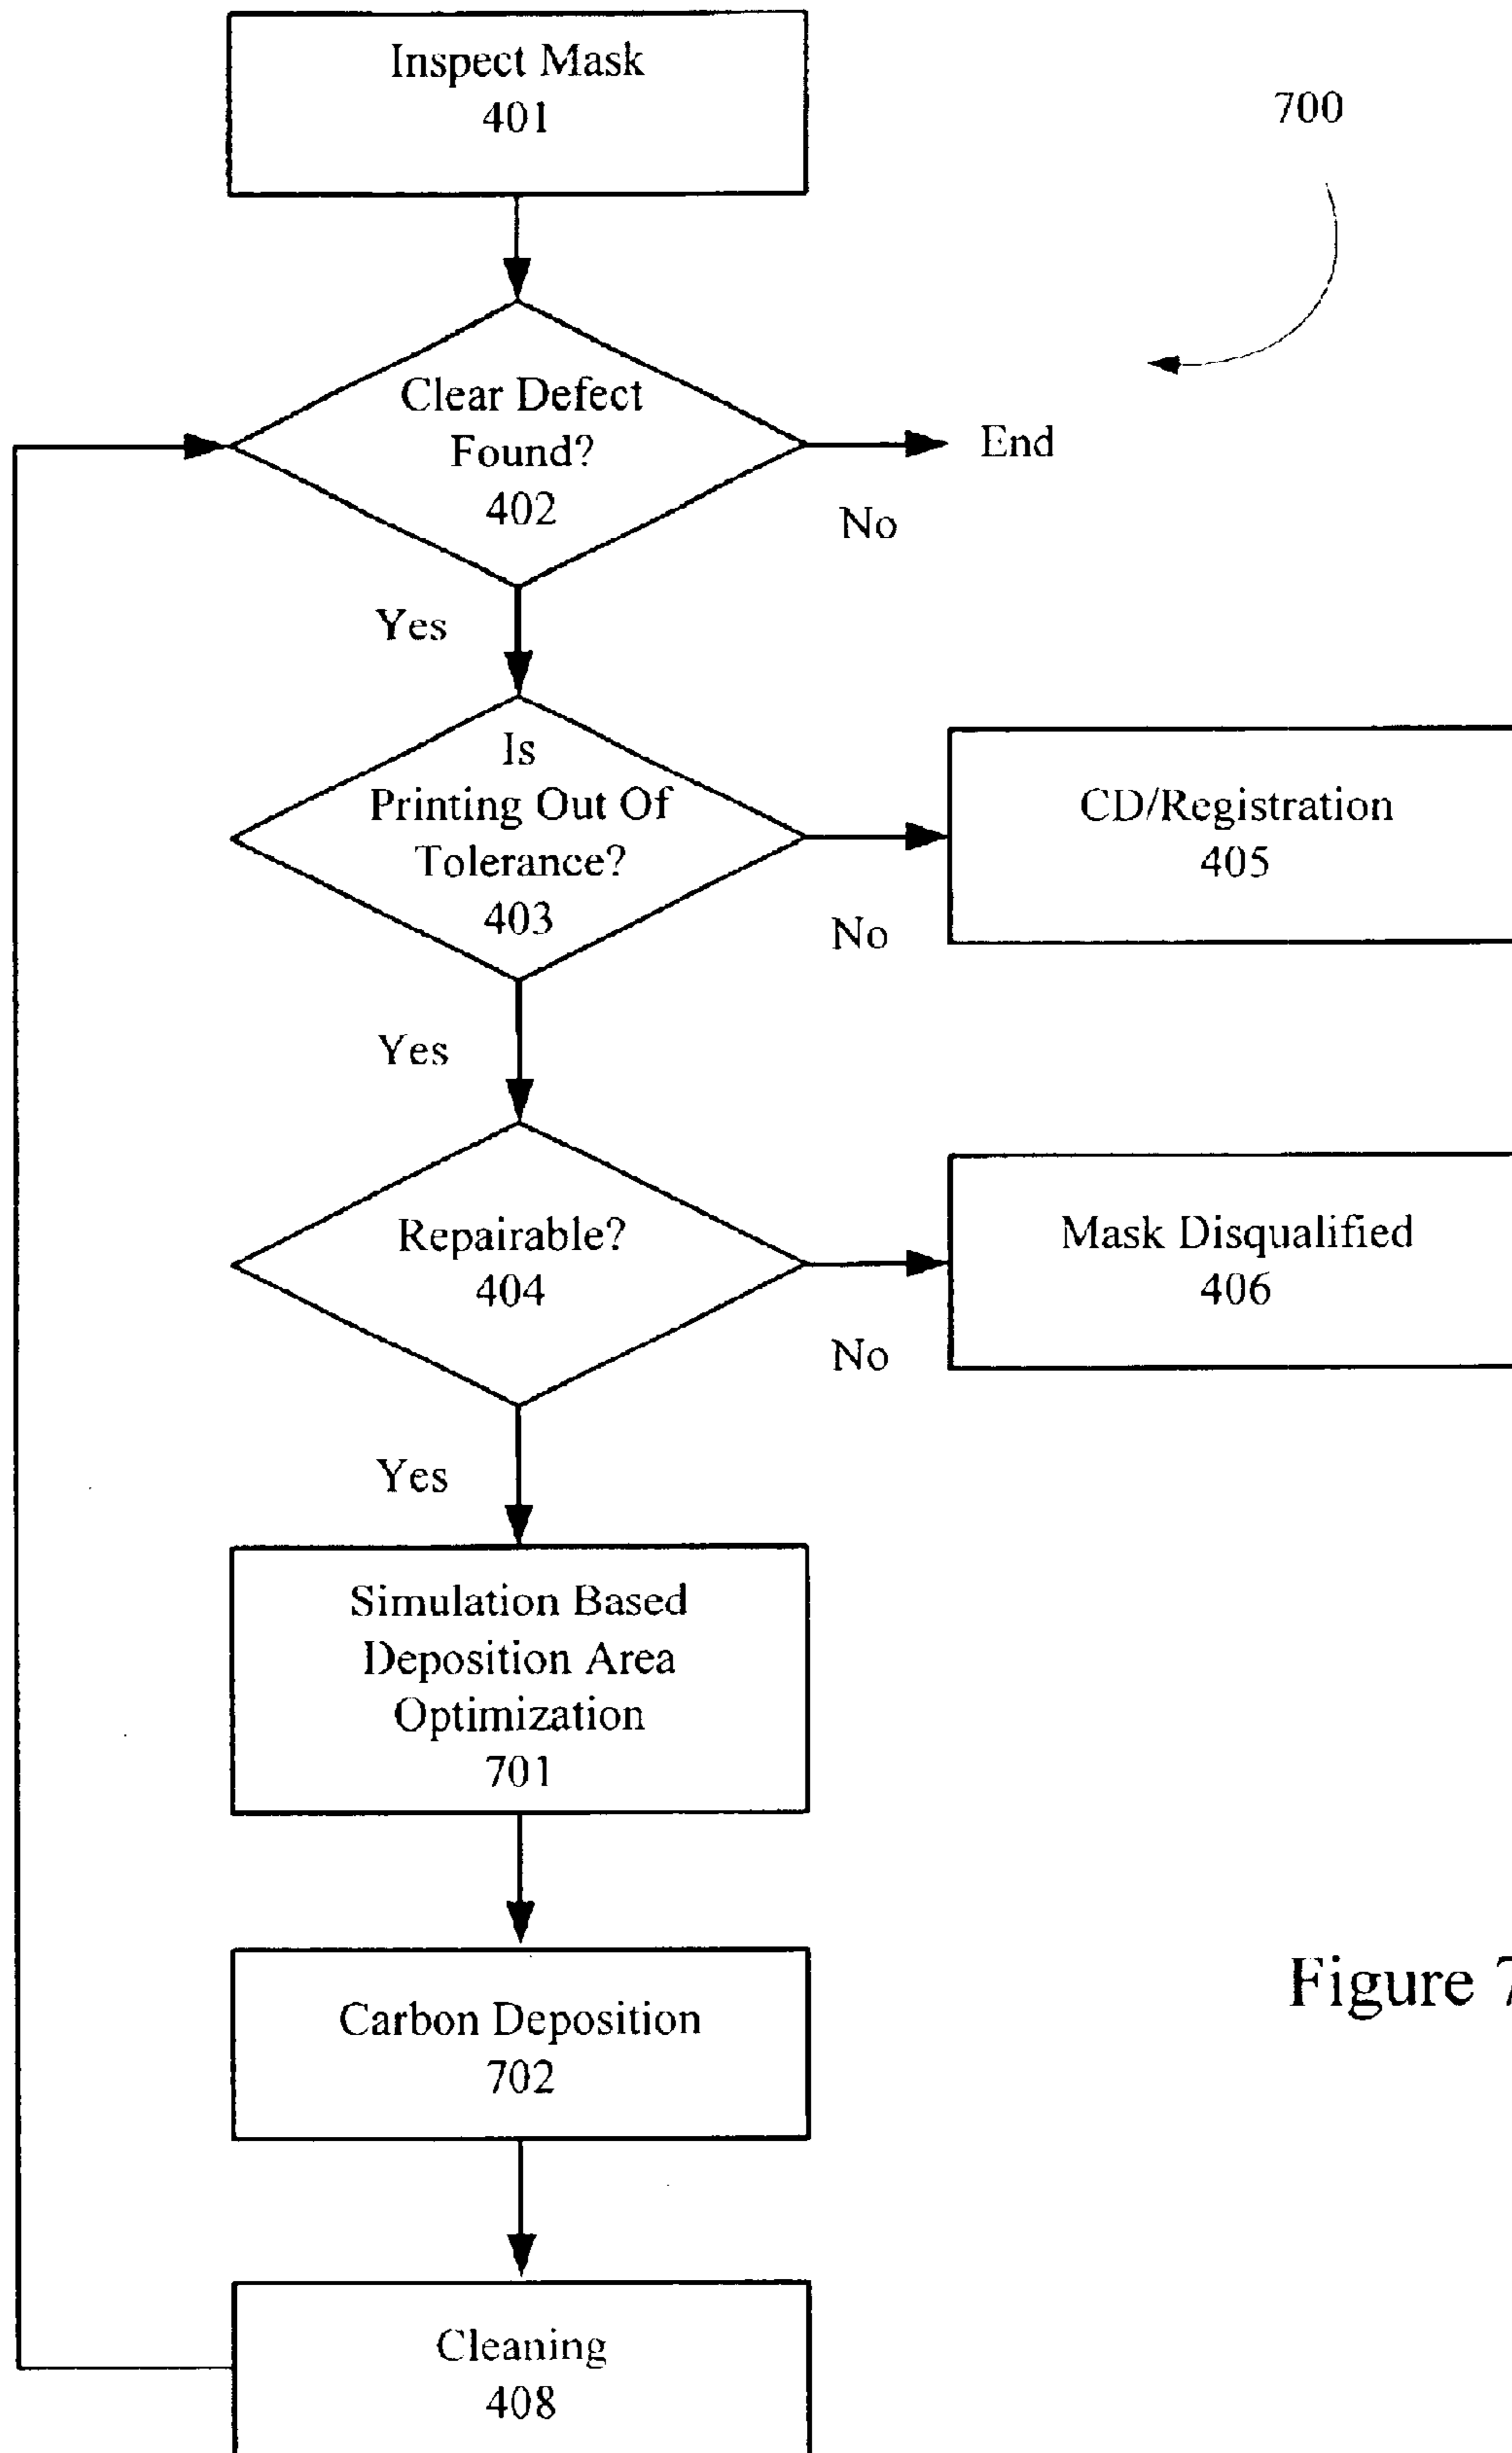 Inspect Mask
401
700
Clear Defect
Found?
402
End
No
Yes
Is
Printing Out Of
Tolerance?
403
CD/Registration
405
No
Yes
Repairable?
404
Mask Disqualified
406
No
Yes
Simulation Based
Deposition Area
Optimization
701
Carbon Deposition
702
Figure 7
Cleaning
408